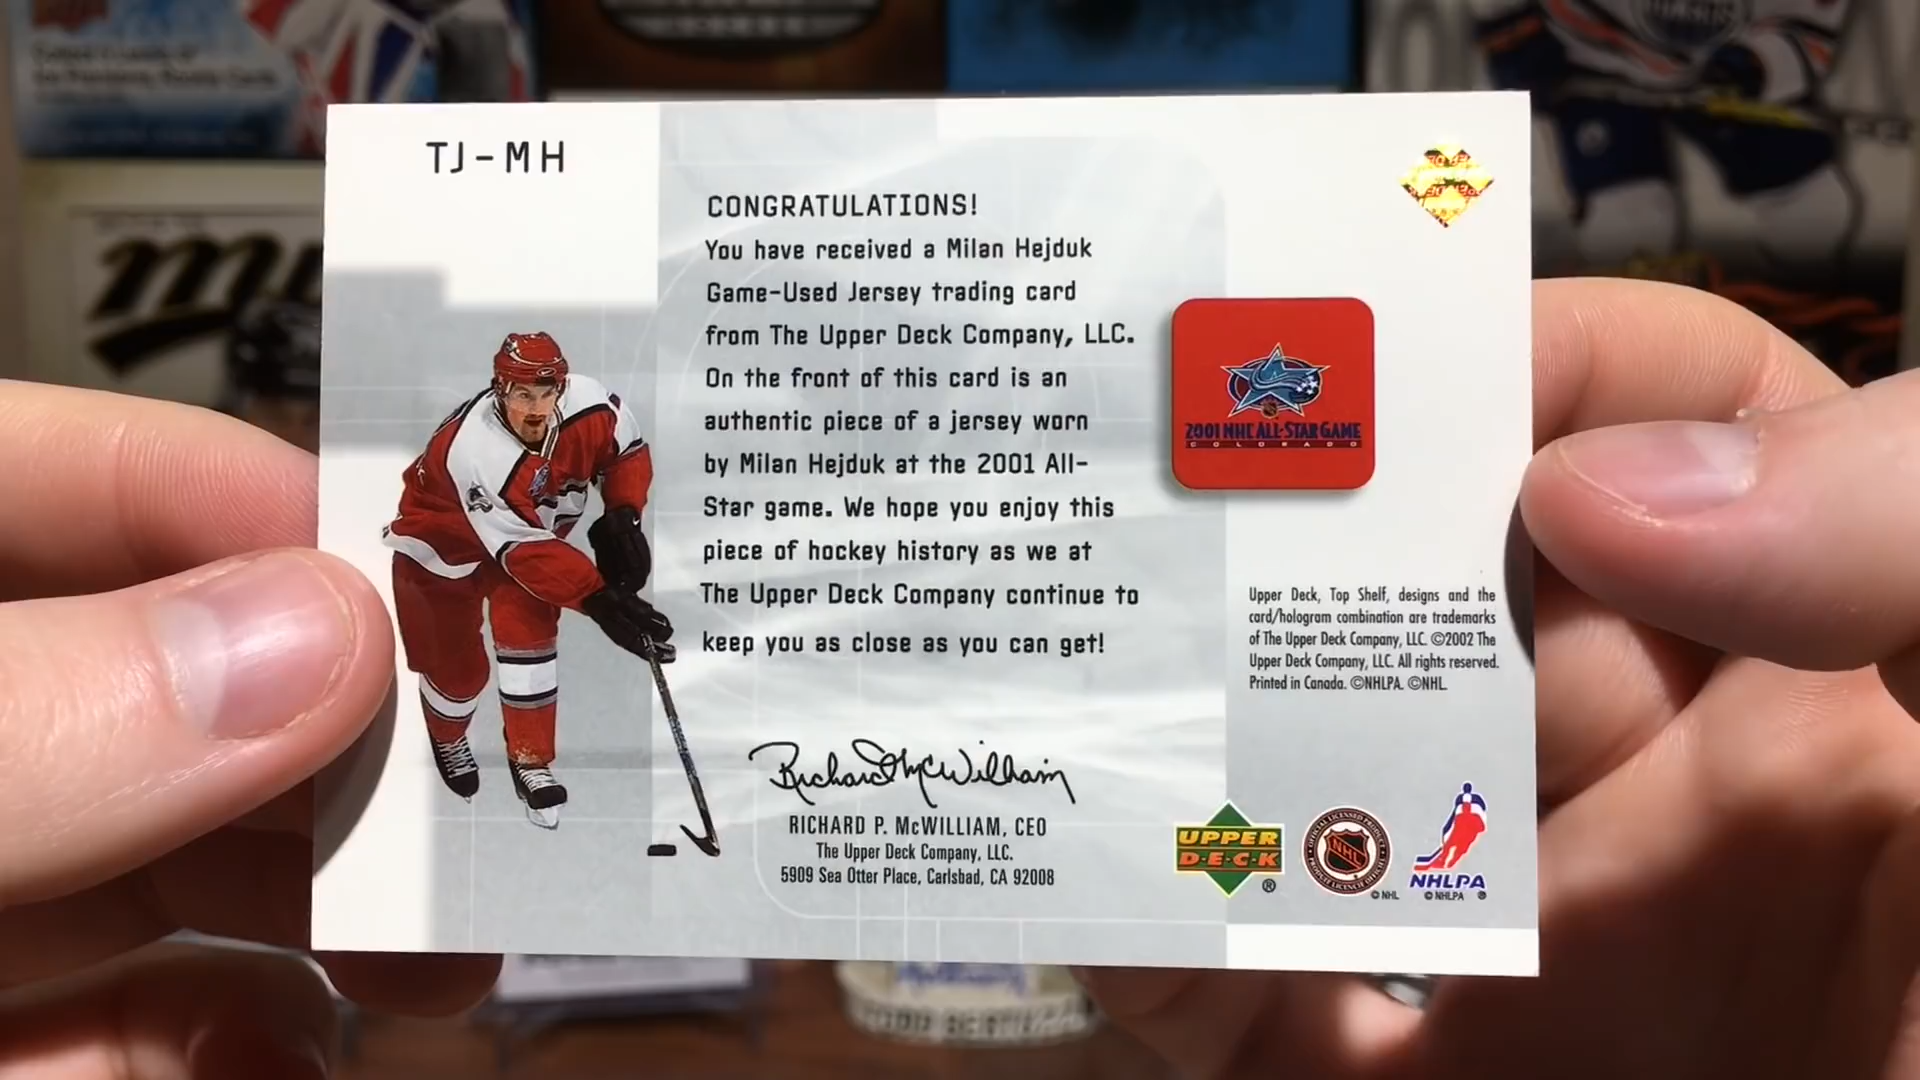 TJ-MH
CONGRATULATIONS!
You have received a Milan Hejduk
Game-Used Jersey trading card
from The Upper Deck Company, LLC.
On the front of this card is an
authentic piece of a jersey worn
by Milan Hejduk at the 2001 All-
Star game. We hope you enjoy this
piece of hockey history as we at
The Upper Deck Company continue to
keep you as close as you can get!
RICHARD P. McWILLIAM, CEO
The Upper Deck Company, LLC.
5909 Sea Otter Place, Carlsbad, CA 92008
Richard McWilliam
2001 NHL ALL-STAR GAME
COLORADO
Upper Deck, Top Shelf, designs and the
card/hologram combination are trademarks
of The Upper Deck Company, LLC. ©2002 The
Upper Deck Company, LLC. All rights reserved.
Printed in Canada. ©NHLPA. ©NHL.
UPPER
D·E·C·K
®
NHL
© NHL
NHLPA
© NHLPA ®